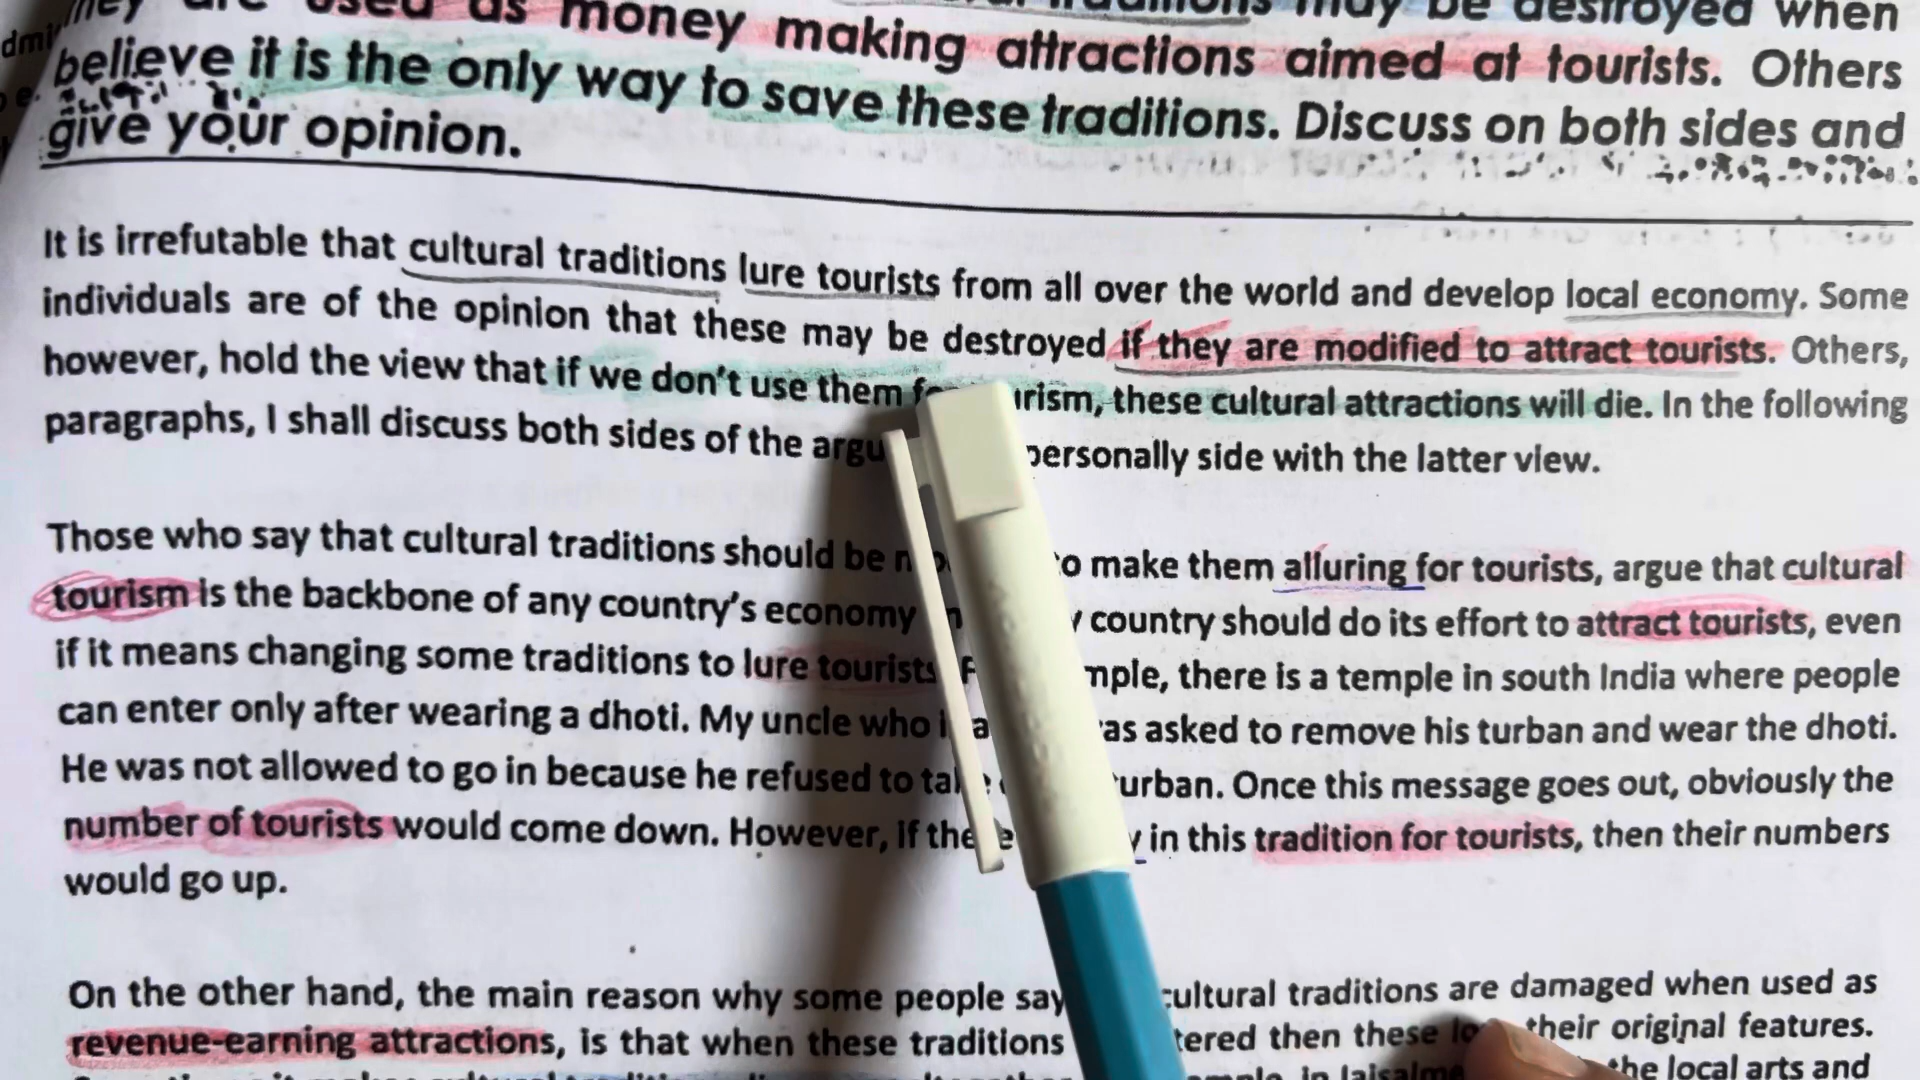 They are used as money making attractions aimed at tourists. Others
traditions may be destroyed when
believe it is the only way to save these traditions. Discuss on both sides and
give your opinion.
It is irrefutable that cultural traditions lure tourists from all over the world and develop local economy. Some
individuals are of the opinion that these may be destroyed if they are modified to attract tourists. Others,
however, hold the view that if we don't use them these cultural attractions will die. In the following
paragraphs, I shall discuss both sides of the personally side with the latter view.
Those who say that cultural traditions should be make them alluring for tourists, argue that cultural
tourism is the backbone of any country's economy country should do its effort to attract tourists, even
if it means changing some traditions to lure tourists there is a temple in south India where people
can enter only after wearing a dhoti. My uncle who asked to remove his turban and wear the dhoti.
He was not allowed to go in because he refused to Once this message goes out, obviously the
number of tourists would come down. However, if in this tradition for tourists, then their numbers
would go up.
On the other hand, the main reason why some people say cultural traditions are damaged when used as
revenue-earning attractions, is that when these traditions then these their original features.
in the local arts and